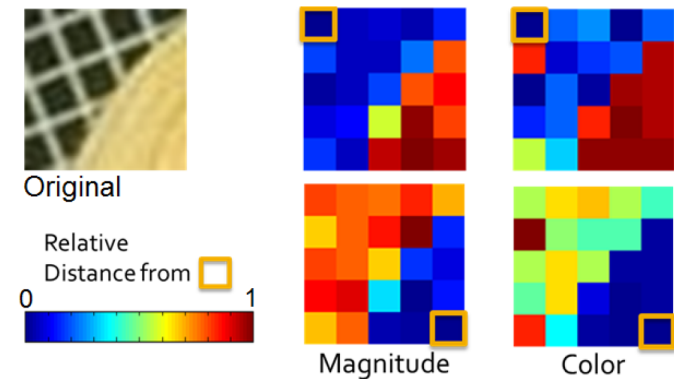 Original
Relative
Distance from
0 1
Magnitude Color